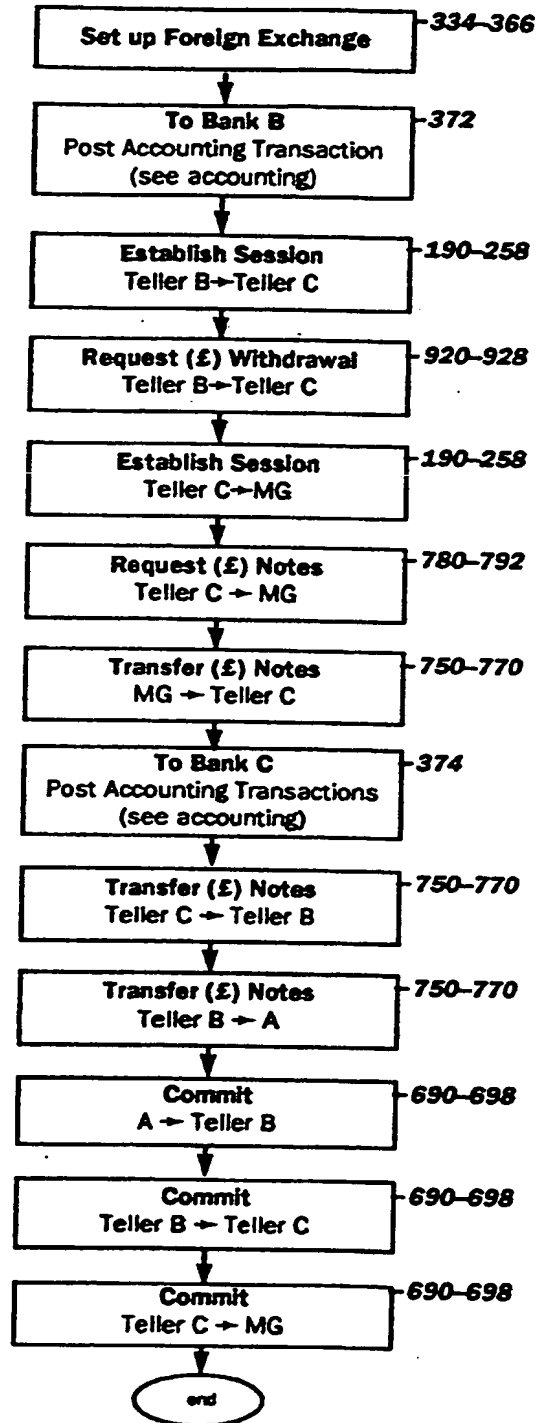 Set up Foreign Exchange
334–366
To Bank B
Post Accounting Transaction
(see accounting)
372
Establish Session
Teller B→Teller C
190–258
Request (£) Withdrawal
Teller B→Teller C
920–928
Establish Session
Teller C→MG
190–258
Request (£) Notes
Teller C → MG
780–792
Transfer (£) Notes
MG → Teller C
750–770
To Bank C
Post Accounting Transactions
(see accounting)
374
Transfer (£) Notes
Teller C → Teller B
750–770
Transfer (£) Notes
Teller B → A
750–770
Commit
A → Teller B
690–698
Commit
Teller B → Teller C
690–698
Commit
Teller C → MG
690–698
end